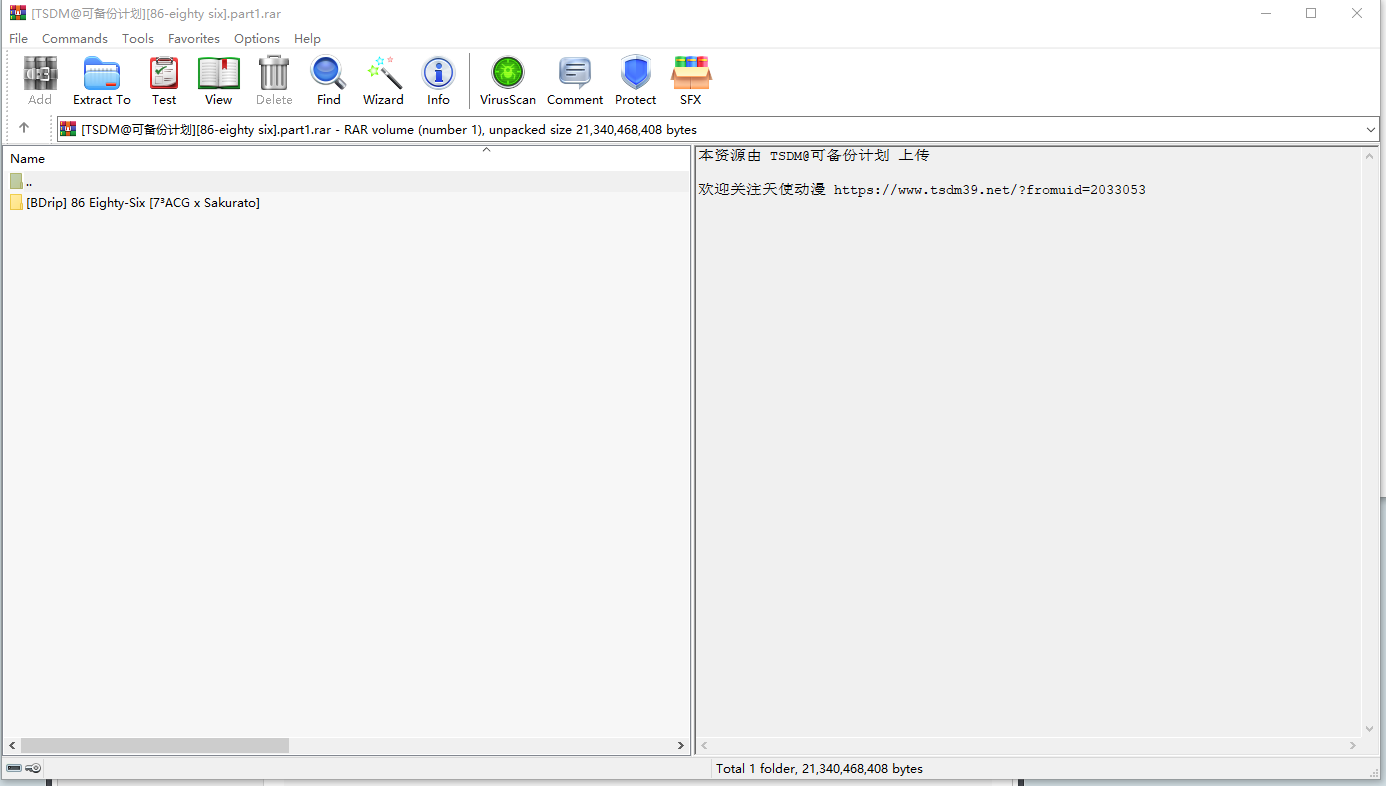 [TSDM@可备份计划][86-eighty six].part1.rar
File Commands Tools Favorites Options Help
Add Extract To Test View Delete Find Wizard Info VirusScan Comment Protect SFX
[TSDM@可备份计划][86-eighty six].part1.rar - RAR volume (number 1), unpacked size 21,340,468,408 bytes
Name
..
[BDrip] 86 Eighty-Six [7³ACG x Sakurato]
本资源由 TSDM@可备份计划 上传
欢迎关注天使动漫 https://www.tsdm39.net/?fromuid=2033053
Total 1 folder, 21,340,468,408 bytes